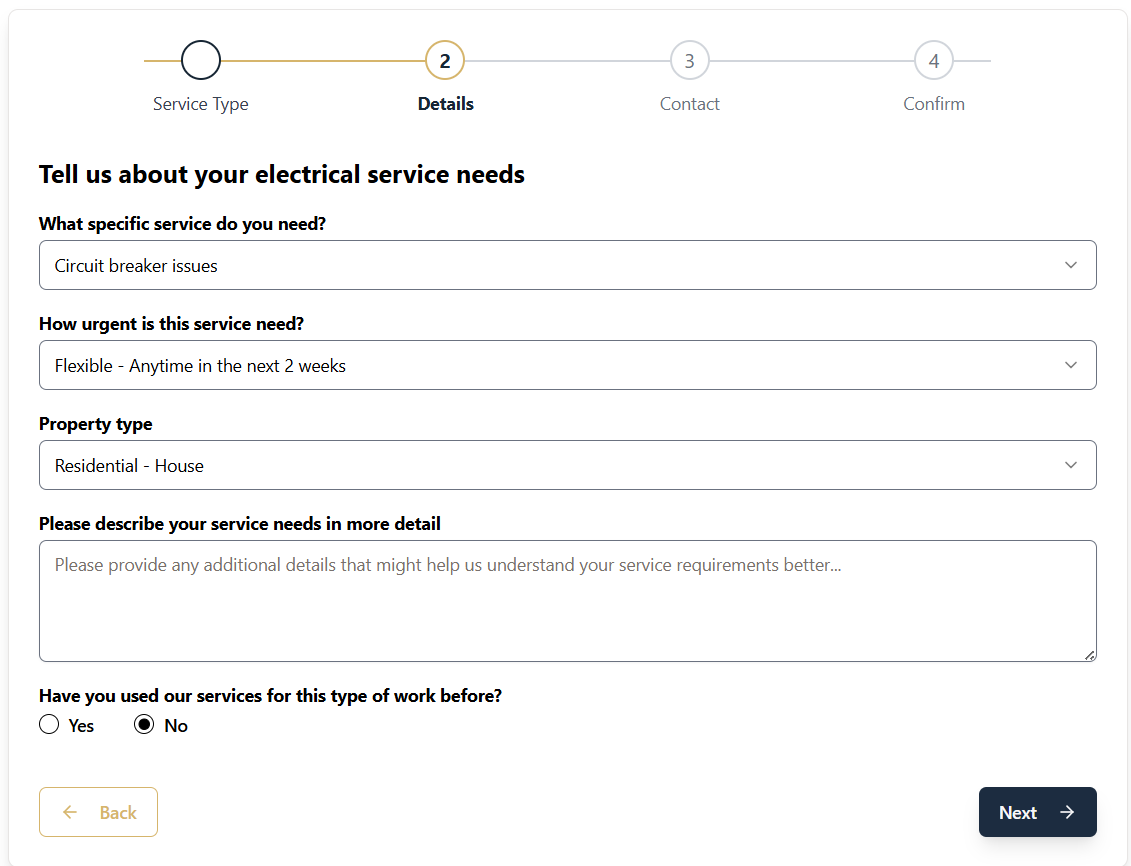 2
3
4
Service Type
Details
Contact
Confirm
Tell us about your electrical service needs
What specific service do you need?
Circuit breaker issues
How urgent is this service need?
Flexible - Anytime in the next 2 weeks
Property type
Residential - House
Please describe your service needs in more detail
Please provide any additional details that might help us understand your service requirements better...
Have you used our services for this type of work before?
Yes
No
Back
Next